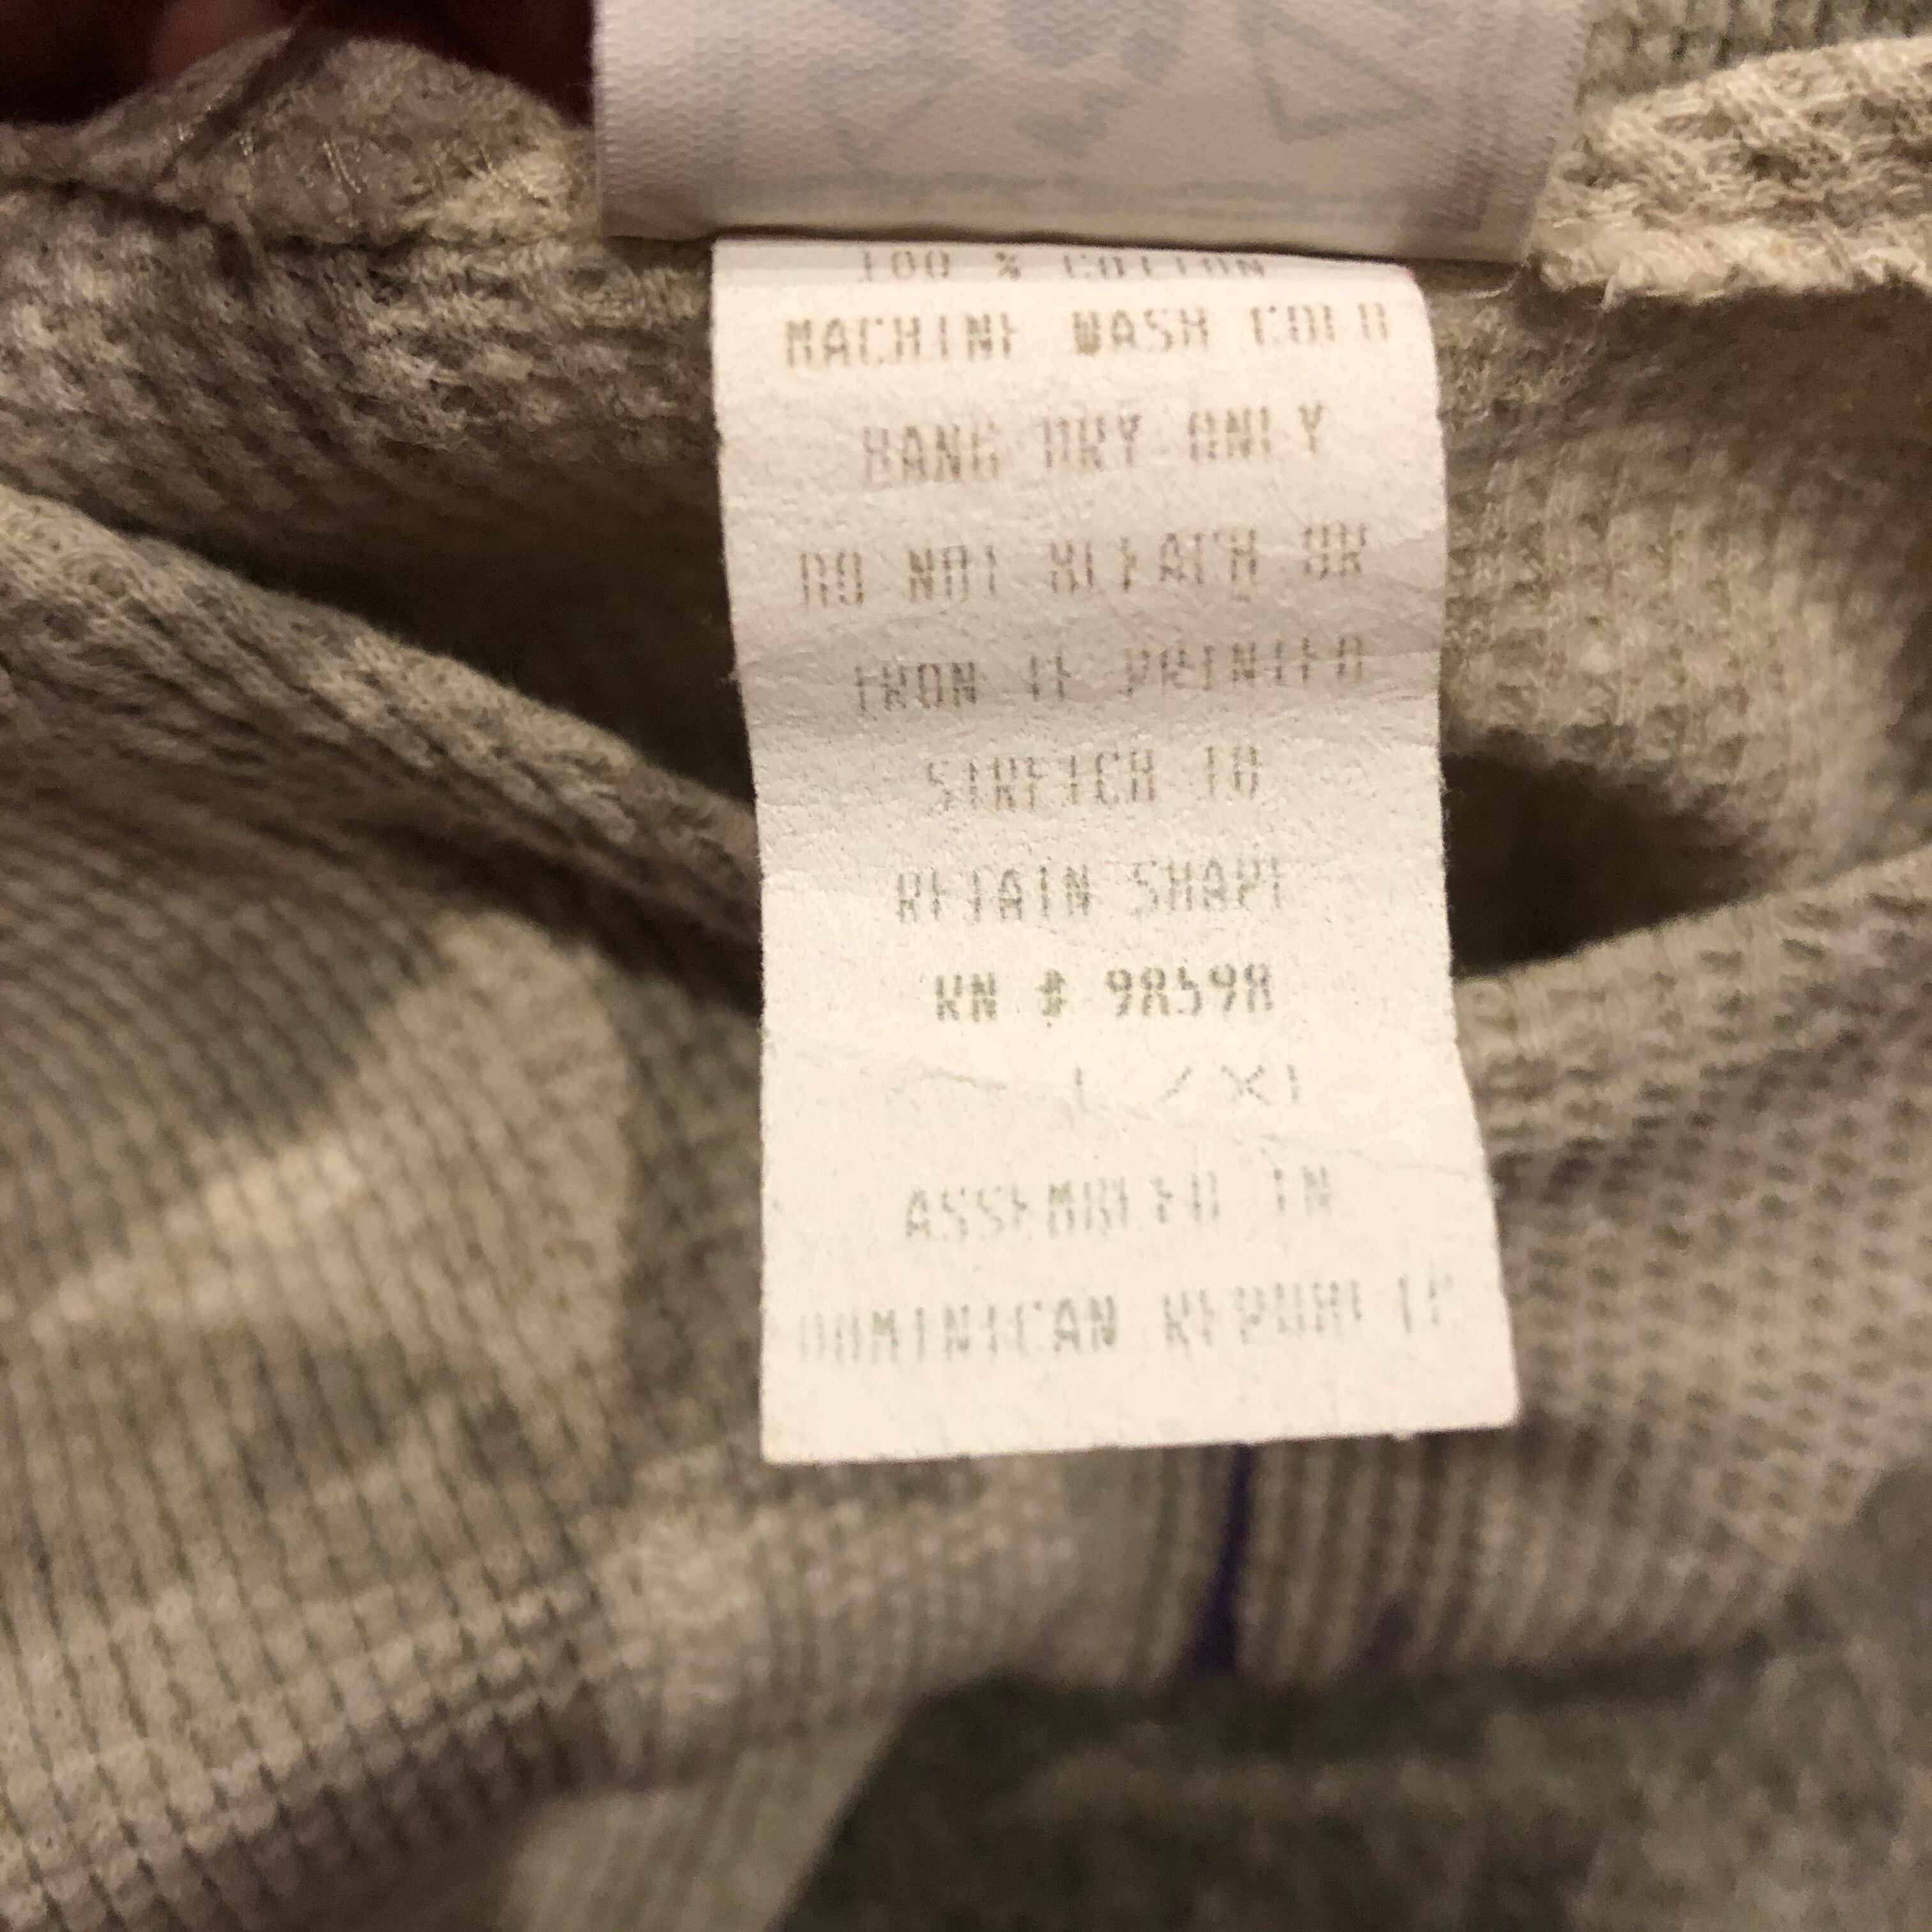 100 % COTTON
MACHINE WASH COLD
HANG DRY ONLY
DO NOT BLEACH OR
IRON IF PRINTED
STRETCH TO
RETAIN SHAPE
RN # 98598
L/XL
ASSEMBLED IN
DOMINICAN REPUBLIC